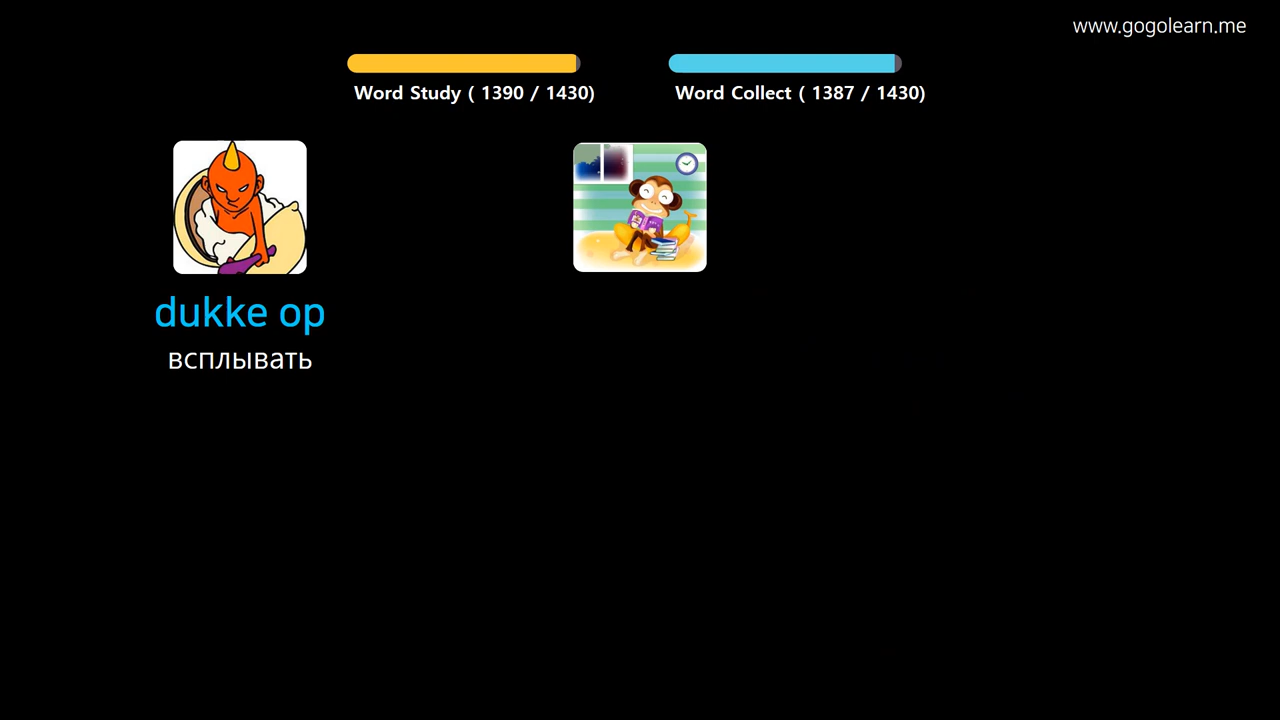 www.gogolearn.me
Word Study ( 1390 / 1430)
Word Collect ( 1387 / 1430)
dukke op
всплывать